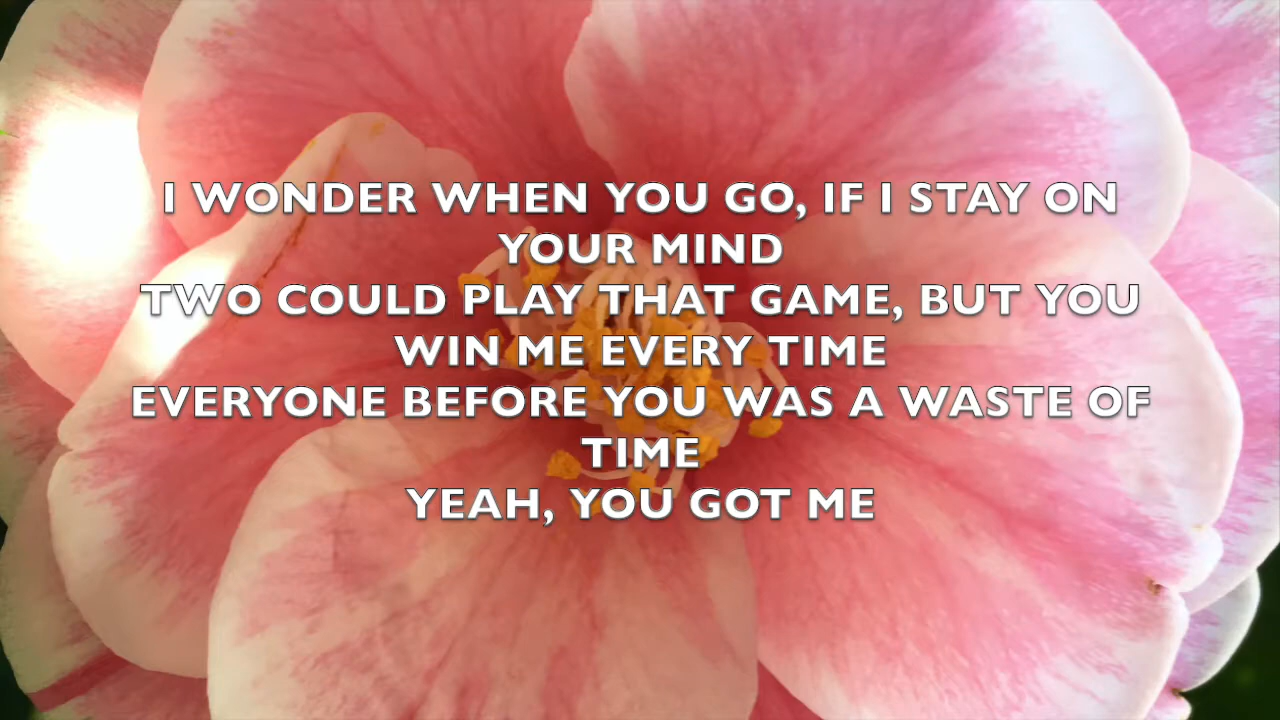 I WONDER WHEN YOU GO, IF I STAY ON
YOUR MIND
TWO COULD PLAY THAT GAME, BUT YOU
WIN ME EVERY TIME
EVERYONE BEFORE YOU WAS A WASTE OF
TIME
YEAH, YOU GOT ME